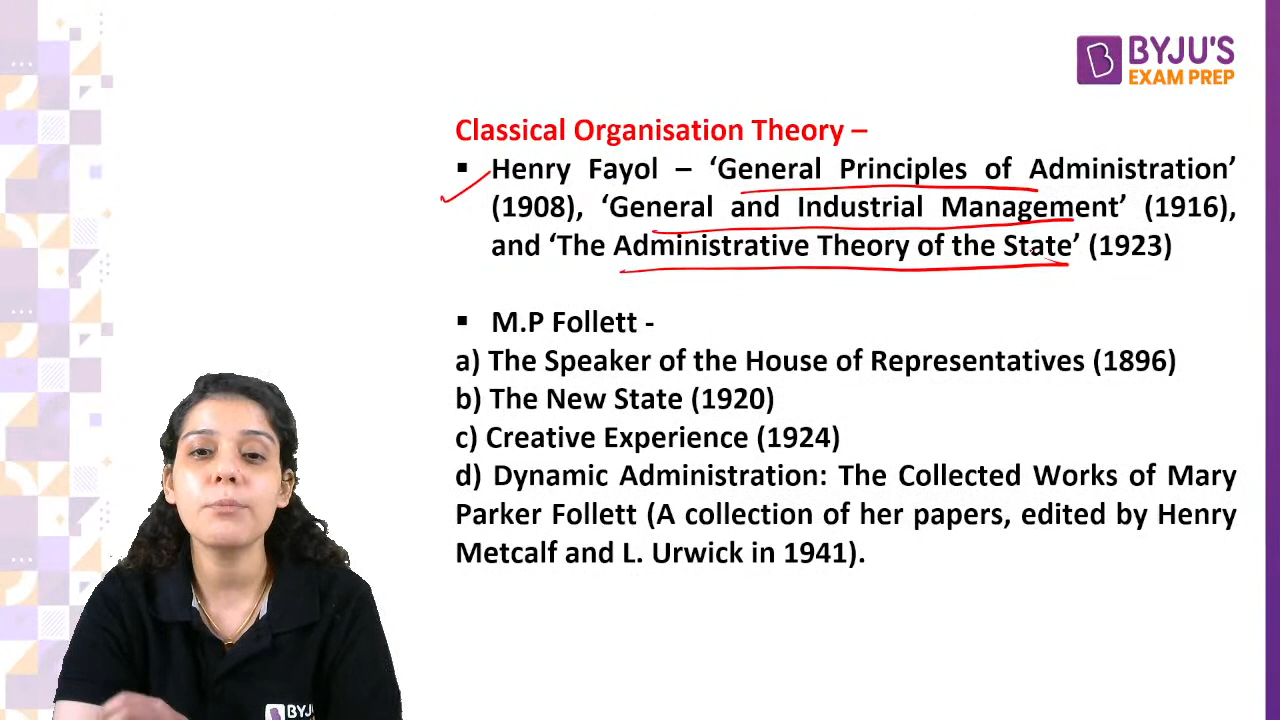 BYJU'S
EXAM PREP
Classical Organisation Theory –
▪ Henry Fayol – ‘General Principles of Administration’
(1908), ‘General and Industrial Management’ (1916),
and ‘The Administrative Theory of the State’ (1923)
▪ M.P Follett -
a) The Speaker of the House of Representatives (1896)
b) The New State (1920)
c) Creative Experience (1924)
d) Dynamic Administration: The Collected Works of Mary
Parker Follett (A collection of her papers, edited by Henry
Metcalf and L. Urwick in 1941).